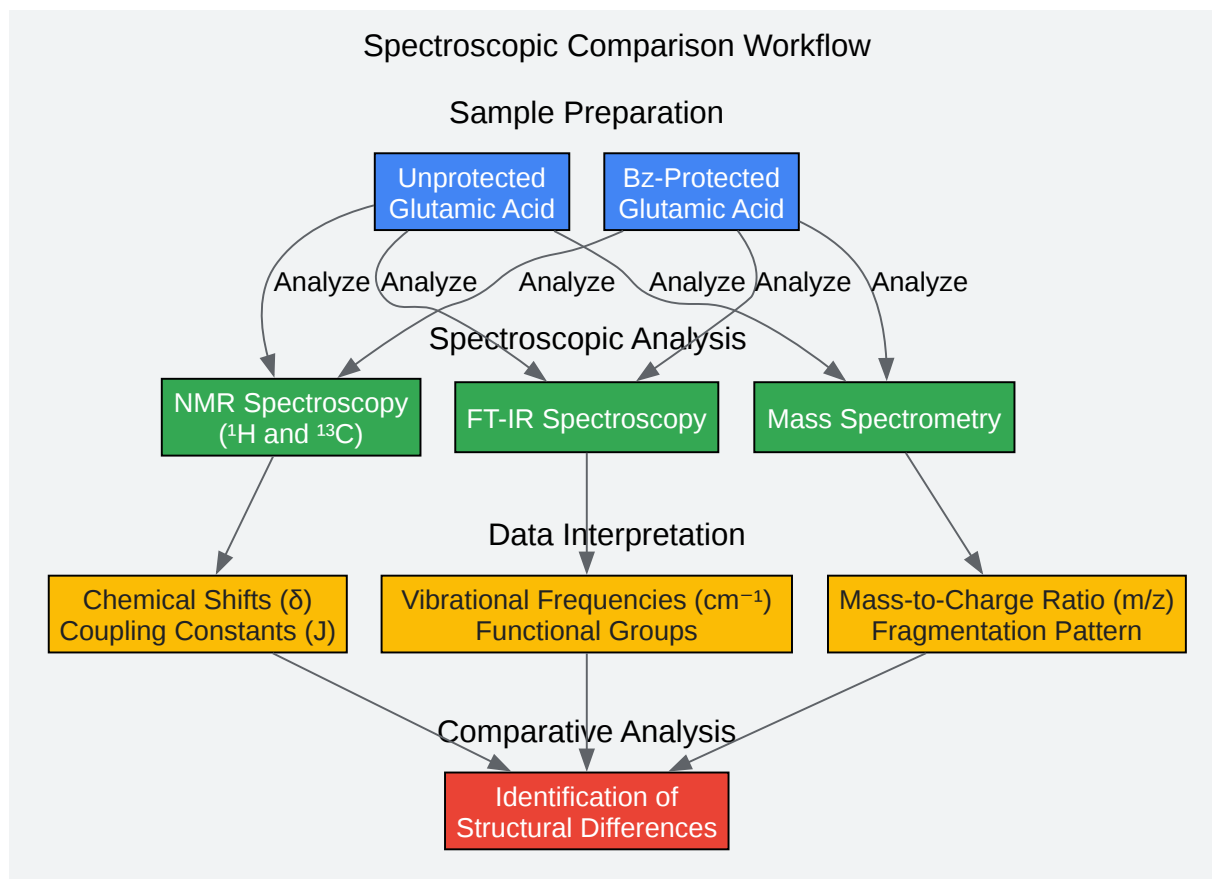 Spectroscopic Comparison Workflow
Sample Preparation
Unprotected
Glutamic Acid
Bz-Protected
Glutamic Acid
Analyze
Analyze
Analyze
Analyze
Analyze
Analyze
Spectroscopic Analysis
NMR Spectroscopy
(¹H and ¹³C)
FT-IR Spectroscopy
Mass Spectrometry
Data Interpretation
Chemical Shifts (δ)
Coupling Constants (J)
Vibrational Frequencies (cm⁻¹)
Functional Groups
Mass-to-Charge Ratio (m/z)
Fragmentation Pattern
Comparative Analysis
Identification of
Structural Differences